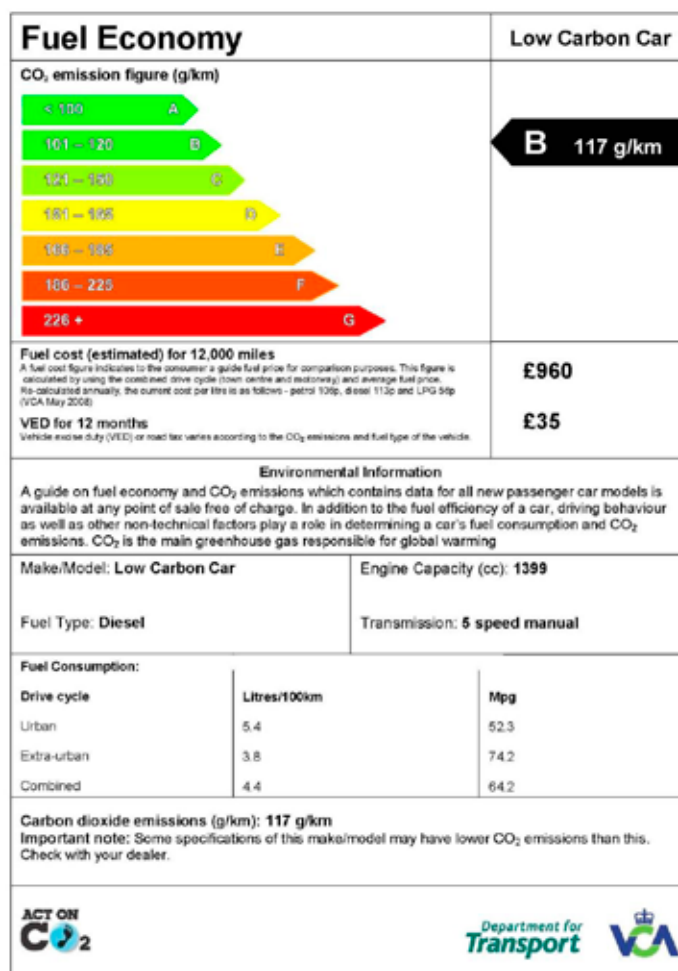 Fuel Economy
Low Carbon Car
CO₂ emission figure (g/km)
< 100 A
101 – 120 B
B 117 g/km
C
D
E
186 – 225 F
226 + G
Fuel cost (estimated) for 12,000 miles
A fuel cost figure indicates to the consumer a guide fuel price for comparison purposes. This figure is
calculated by using the combined drive cycle (town centre and motorway) and average fuel price.
Re-calculated annually, the current cost per litre is as follows - petrol 106p, diesel 113p and LPG 56p
(VCA May 2008)
£960
VED for 12 months
Vehicle excise duty (VED) or road tax varies according to the CO₂ emissions and fuel type of the vehicle.
£35
Environmental Information
A guide on fuel economy and CO₂ emissions which contains data for all new passenger car models is
available at any point of sale free of charge. In addition to the fuel efficiency of a car, driving behaviour
as well as other non-technical factors play a role in determining a car's fuel consumption and CO₂
emissions. CO₂ is the main greenhouse gas responsible for global warming
Make/Model: Low Carbon Car
Engine Capacity (cc): 1399
Fuel Type: Diesel
Transmission: 5 speed manual
Fuel Consumption:
Drive cycle Litres/100km Mpg
Urban 5.4 52.3
Extra-urban 3.8 74.2
Combined 4.4 64.2
Carbon dioxide emissions (g/km): 117 g/km
Important note: Some specifications of this make/model may have lower CO₂ emissions than this.
Check with your dealer.
ACT ON
CO2
Department for
Transport
VCA